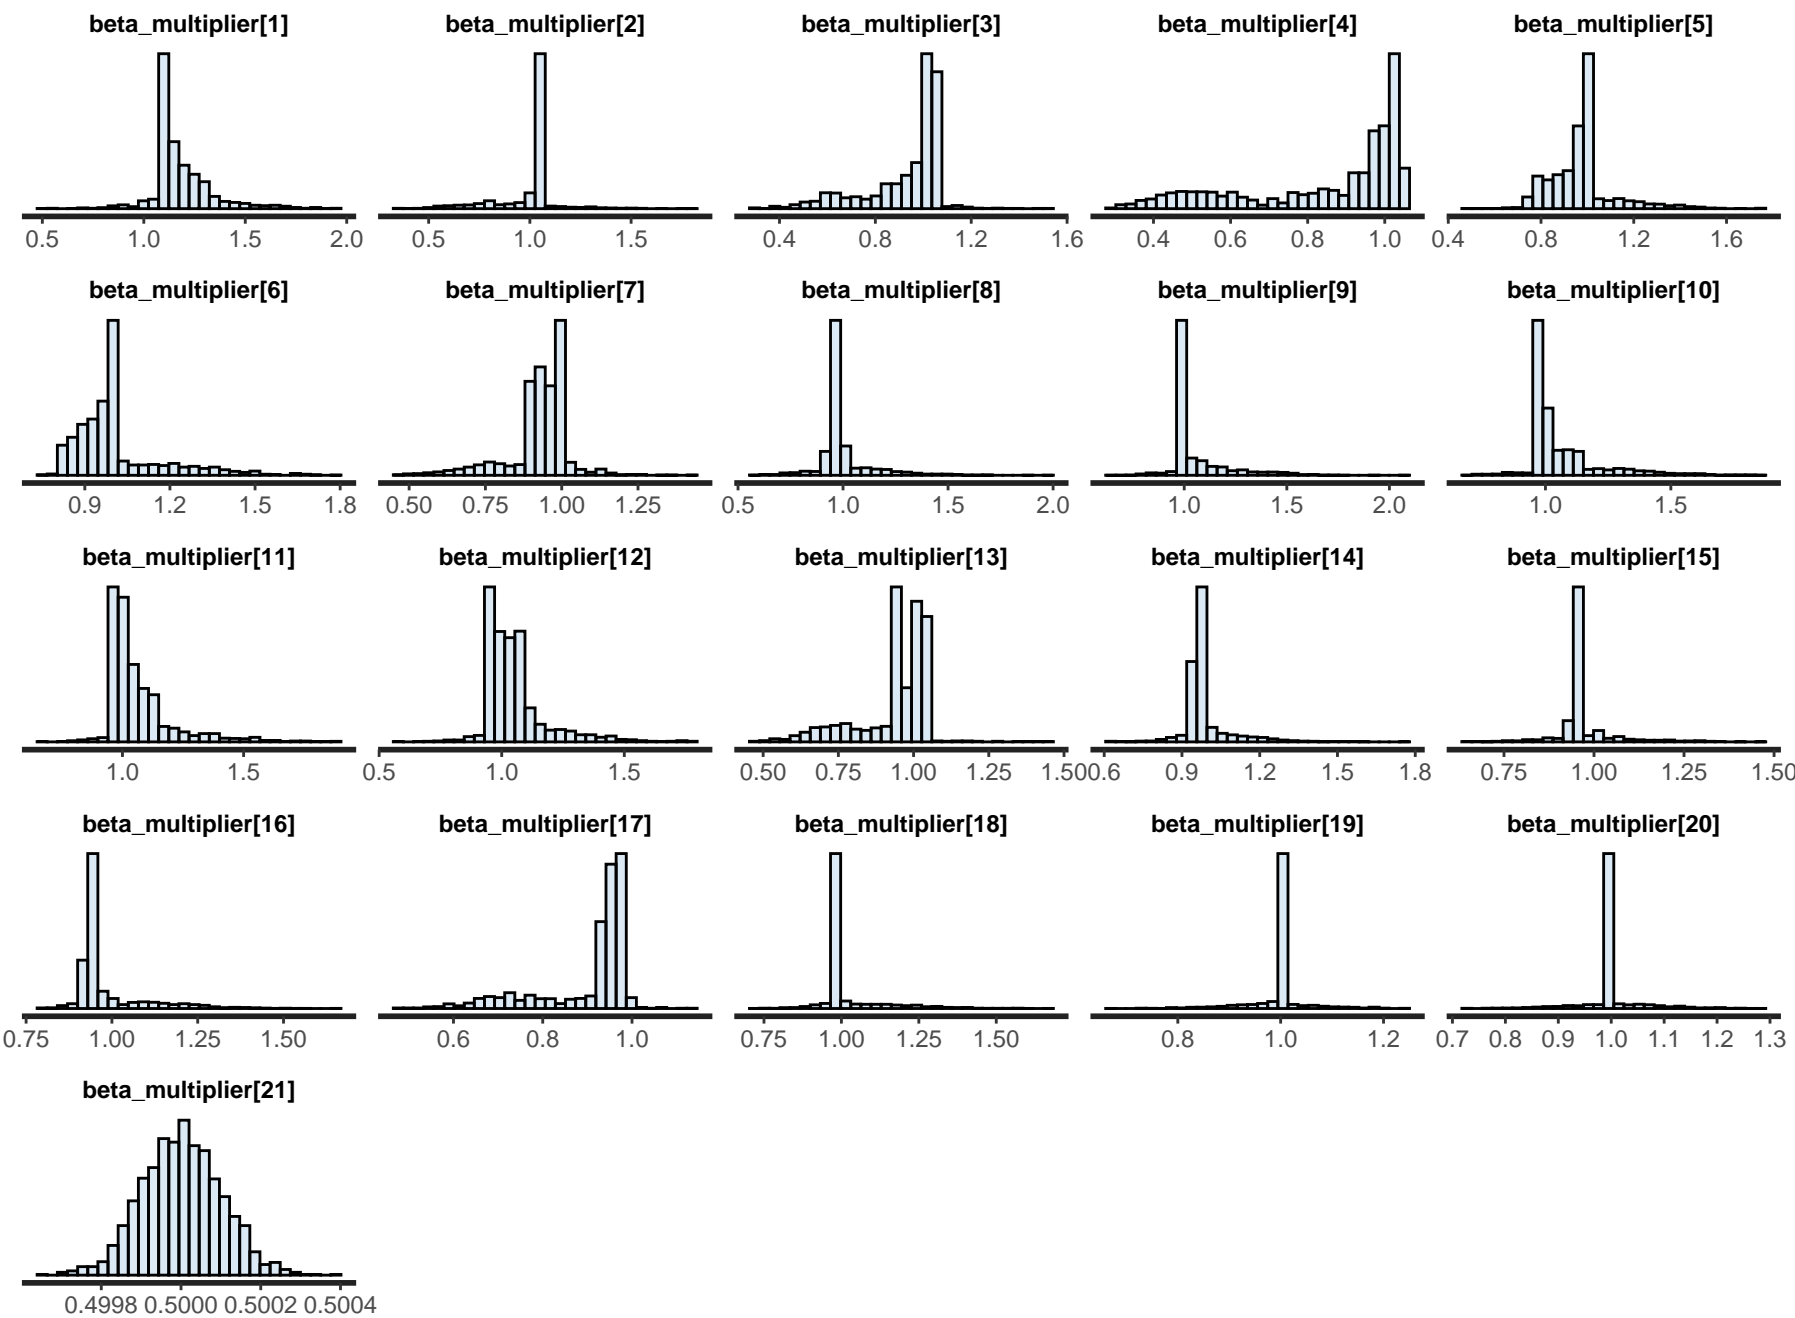 beta_multiplier[1] beta_multiplier[2] beta_multiplier[3] beta_multiplier[4] beta_multiplier[5]
0.5 1.0 1.5 2.0 0.5 1.0 1.5 0.4 0.8 1.2 1.6 0.4 0.6 0.8 1.0 0.4 0.8 1.2 1.6
beta_multiplier[6] beta_multiplier[7] beta_multiplier[8] beta_multiplier[9] beta_multiplier[10]
0.9 1.2 1.5 1.8 0.50 0.75 1.00 1.25 0.5 1.0 1.5 2.0 1.0 1.5 2.0 1.0 1.5
beta_multiplier[11] beta_multiplier[12] beta_multiplier[13] beta_multiplier[14] beta_multiplier[15]
1.0 1.5 0.5 1.0 1.5 0.50 0.75 1.00 1.25 1.50 0.6 0.9 1.2 1.5 1.8 0.75 1.00 1.25 1.50
beta_multiplier[16] beta_multiplier[17] beta_multiplier[18] beta_multiplier[19] beta_multiplier[20]
0.75 1.00 1.25 1.50 0.6 0.8 1.0 0.75 1.00 1.25 1.50 0.8 1.0 1.2 0.7 0.8 0.9 1.0 1.1 1.2 1.3
beta_multiplier[21]
0.4998 0.5000 0.5002 0.5004